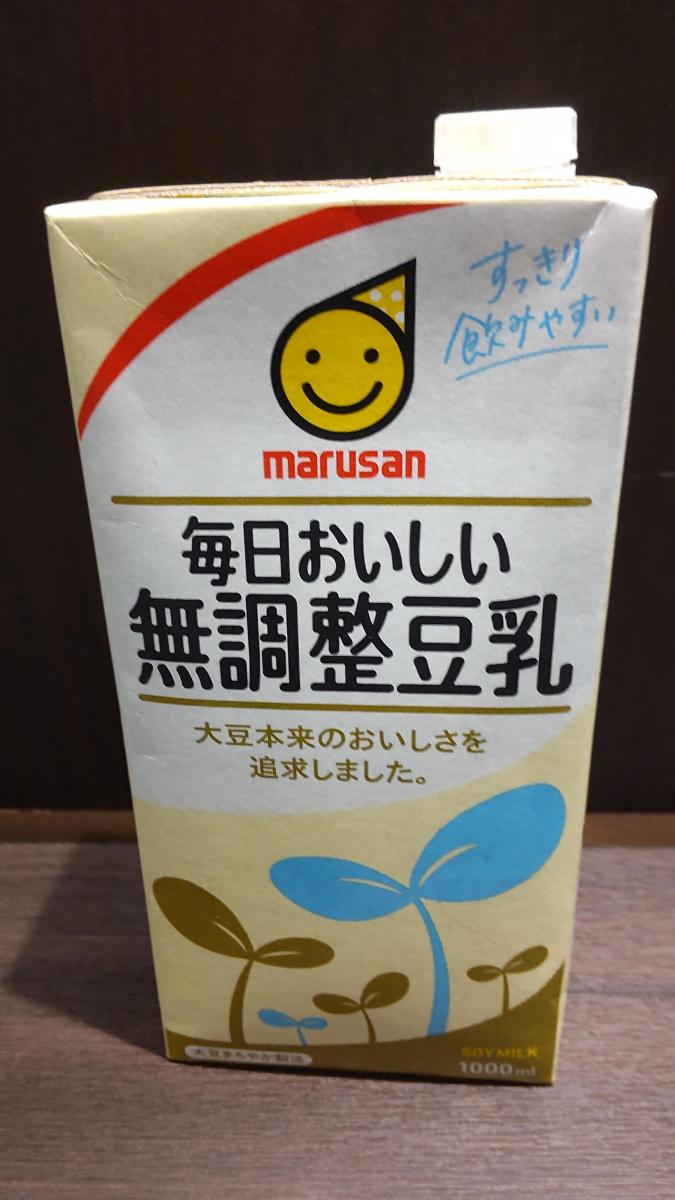 すっきり
飲みやすい
marusan
毎日おいしい
無調整豆乳
大豆本来のおいしさを
追求しました。
大豆まろやか製法
SOY MILK
1000ml